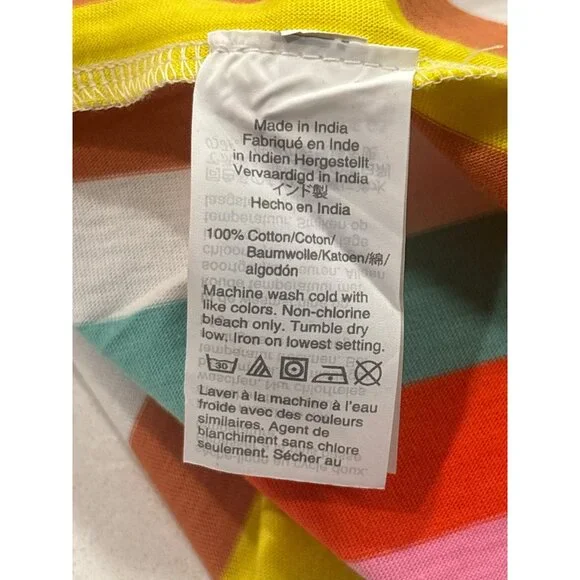 Made in India
Fabriqué en Inde
in Indien Hergestellt
Vervaardigd in India
インド製
Hecho en India
100% Cotton/Coton/
Baumwolle/Katoen/綿/
algodón
Machine wash cold with
like colors. Non-chlorine
bleach only. Tumble dry
low. Iron on lowest setting.
30
Laver à la machine à l'eau
froide avec des couleurs
similaires. Agent de
blanchiment sans chlore
seulement. Sécher au